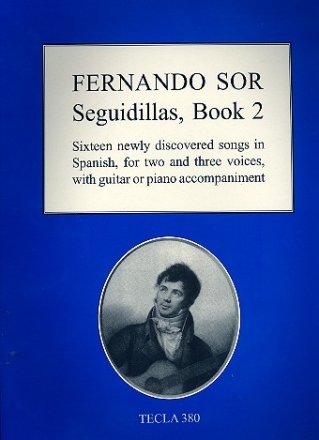 FERNANDO SOR
Seguidillas, Book 2
Sixteen newly discovered songs in
Spanish, for two and three voices,
with guitar or piano accompaniment
TECLA 380